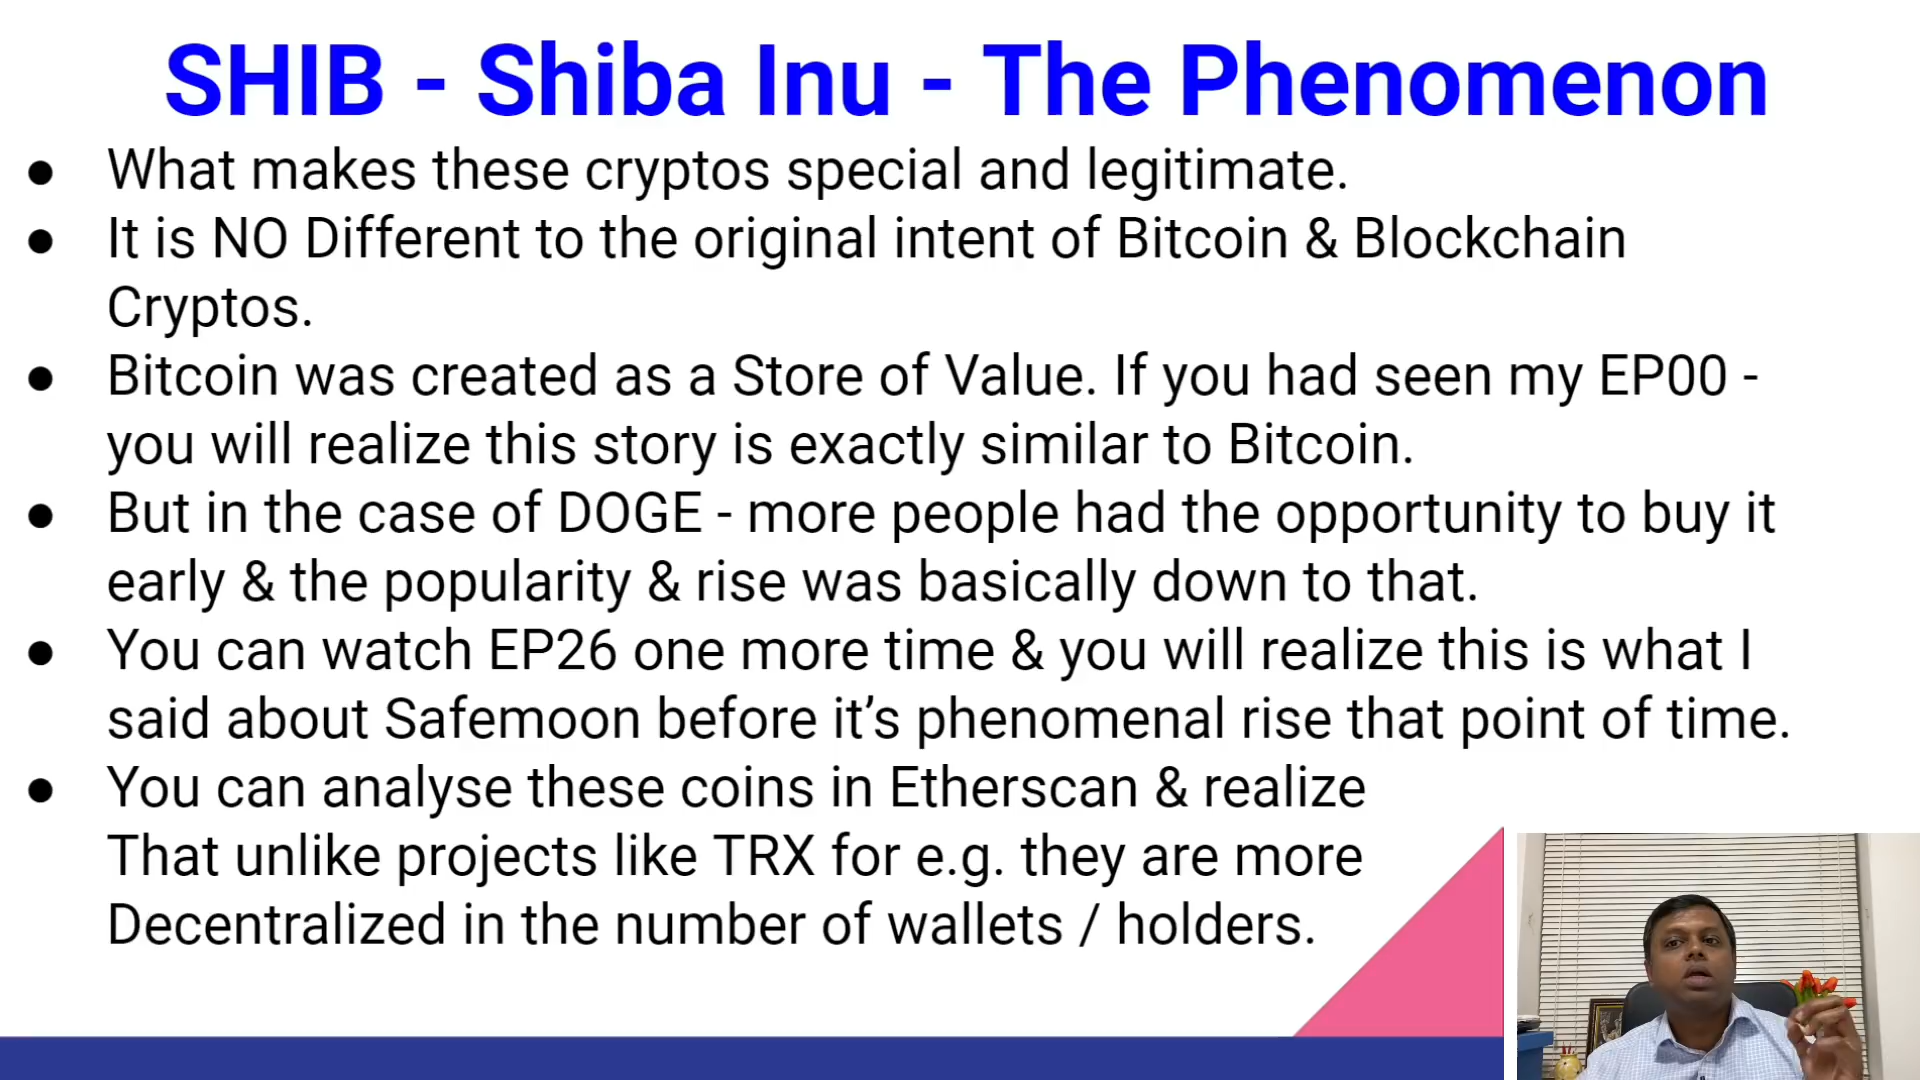 SHIB - Shiba Inu - The Phenomenon
● What makes these cryptos special and legitimate.
● It is NO Different to the original intent of Bitcoin & Blockchain
Cryptos.
● Bitcoin was created as a Store of Value. If you had seen my EP00 -
you will realize this story is exactly similar to Bitcoin.
● But in the case of DOGE - more people had the opportunity to buy it
early & the popularity & rise was basically down to that.
● You can watch EP26 one more time & you will realize this is what I
said about Safemoon before it’s phenomenal rise that point of time.
● You can analyse these coins in Etherscan & realize
That unlike projects like TRX for e.g. they are more
Decentralized in the number of wallets / holders.